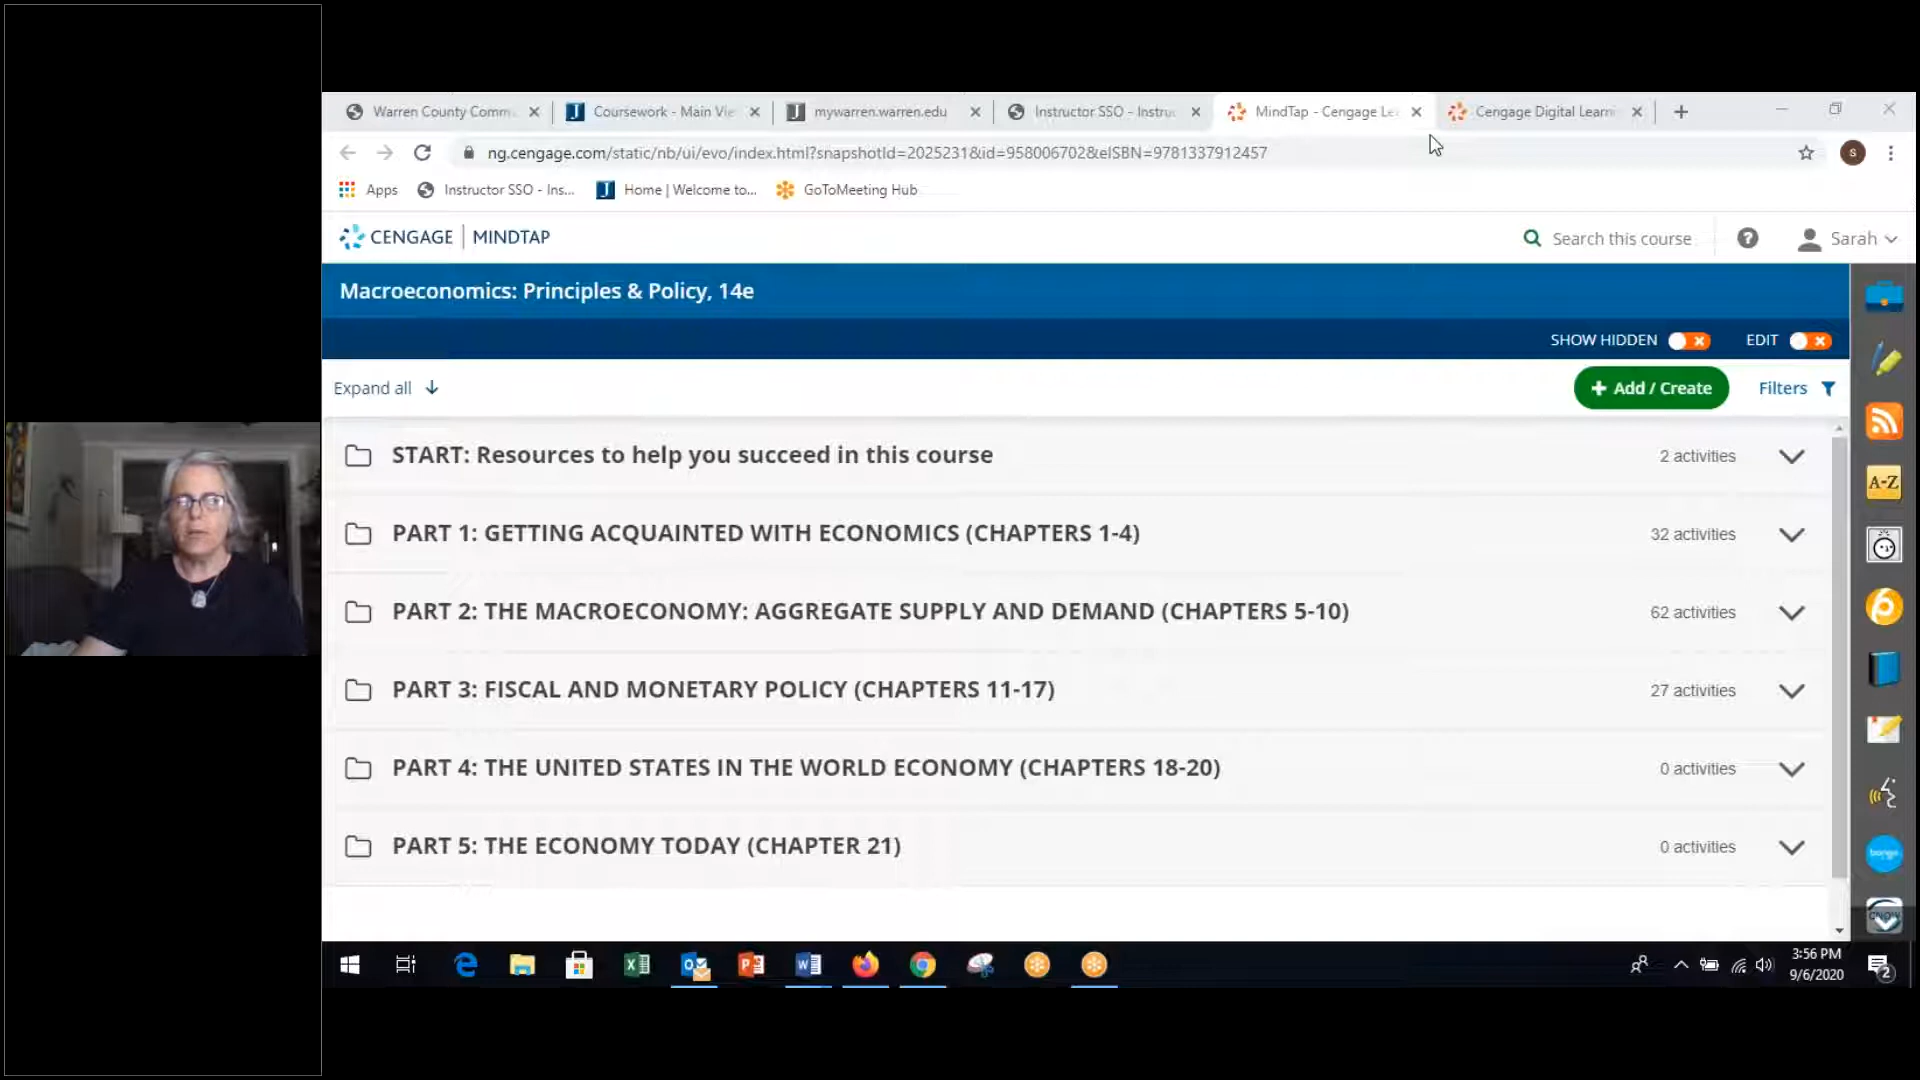 Warren County Comm
Coursework - Main Vie
mywarren.warren.edu
Instructor SSO - Instruc
MindTap - Cengage Le
Cengage Digital Learni
ng.cengage.com/static/nb/ui/evo/index.html?snapshotId=2025231&id=958006702&eISBN=9781337912457
S
Apps
Instructor SSO - Ins...
Home | Welcome to...
GoToMeeting Hub
CENGAGE | MINDTAP
Search this course
?
Sarah
Macroeconomics: Principles & Policy, 14e
SHOW HIDDEN
EDIT
Expand all
+ Add / Create
Filters
START: Resources to help you succeed in this course
2 activities
PART 1: GETTING ACQUAINTED WITH ECONOMICS (CHAPTERS 1-4)
32 activities
PART 2: THE MACROECONOMY: AGGREGATE SUPPLY AND DEMAND (CHAPTERS 5-10)
62 activities
PART 3: FISCAL AND MONETARY POLICY (CHAPTERS 11-17)
27 activities
PART 4: THE UNITED STATES IN THE WORLD ECONOMY (CHAPTERS 18-20)
0 activities
PART 5: THE ECONOMY TODAY (CHAPTER 21)
0 activities
A-Z
bongo
CNOW
3:56 PM
9/6/2020
2